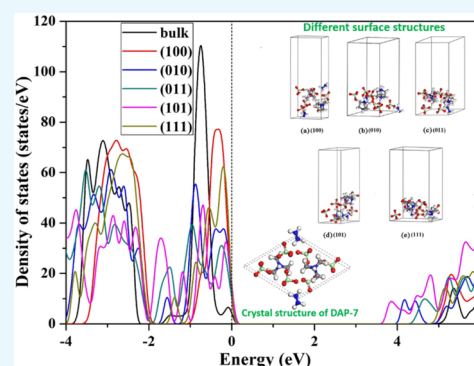 Different surface structures
bulk
(100)
(010)
(011)
(101)
(111)
(a)(100)
(b)(010)
(c)(011)
(d)(101)
(e)(111)
Crystal structure of DAP-7
Density of states (states/eV)
120
100
80
60
40
20
0
-4
-2
0
2
4
Energy (eV)